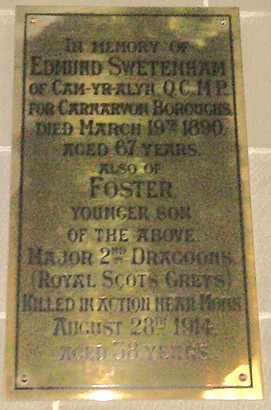 IN MEMORY OF
EDMUND SWETENHAM
OF CAM-YR-ALYN, Q.C. M.P.
FOR CARNARVON BOROUGHS.
DIED MARCH 19TH 1890,
AGED 67 YEARS.
ALSO OF
FOSTER
YOUNGER SON
OF THE ABOVE.
MAJOR 2ND DRAGOONS,
(ROYAL SCOTS GREYS)
KILLED IN ACTION NEAR MONS
AUGUST 28TH 1914,
AGED 38 YEARS.